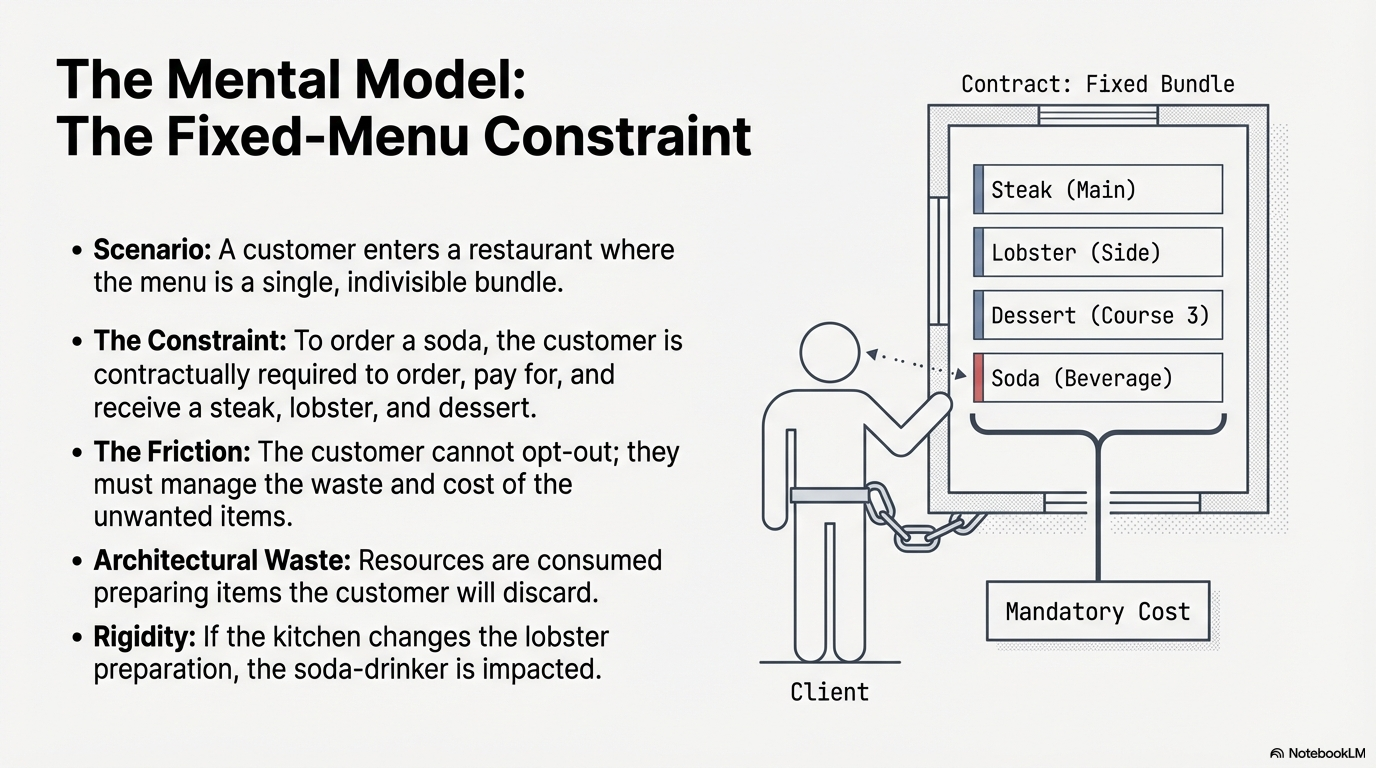 The Mental Model:
The Fixed-Menu Constraint
• Scenario: A customer enters a restaurant where
the menu is a single, indivisible bundle.
• The Constraint: To order a soda, the customer is
contractually required to order, pay for, and
receive a steak, lobster, and dessert.
• The Friction: The customer cannot opt-out; they
must manage the waste and cost of the
unwanted items.
• Architectural Waste: Resources are consumed
preparing items the customer will discard.
• Rigidity: If the kitchen changes the lobster
preparation, the soda-drinker is impacted.
Contract: Fixed Bundle
Steak (Main)
Lobster (Side)
Dessert (Course 3)
Soda (Beverage)
Mandatory Cost
Client
NotebookLM